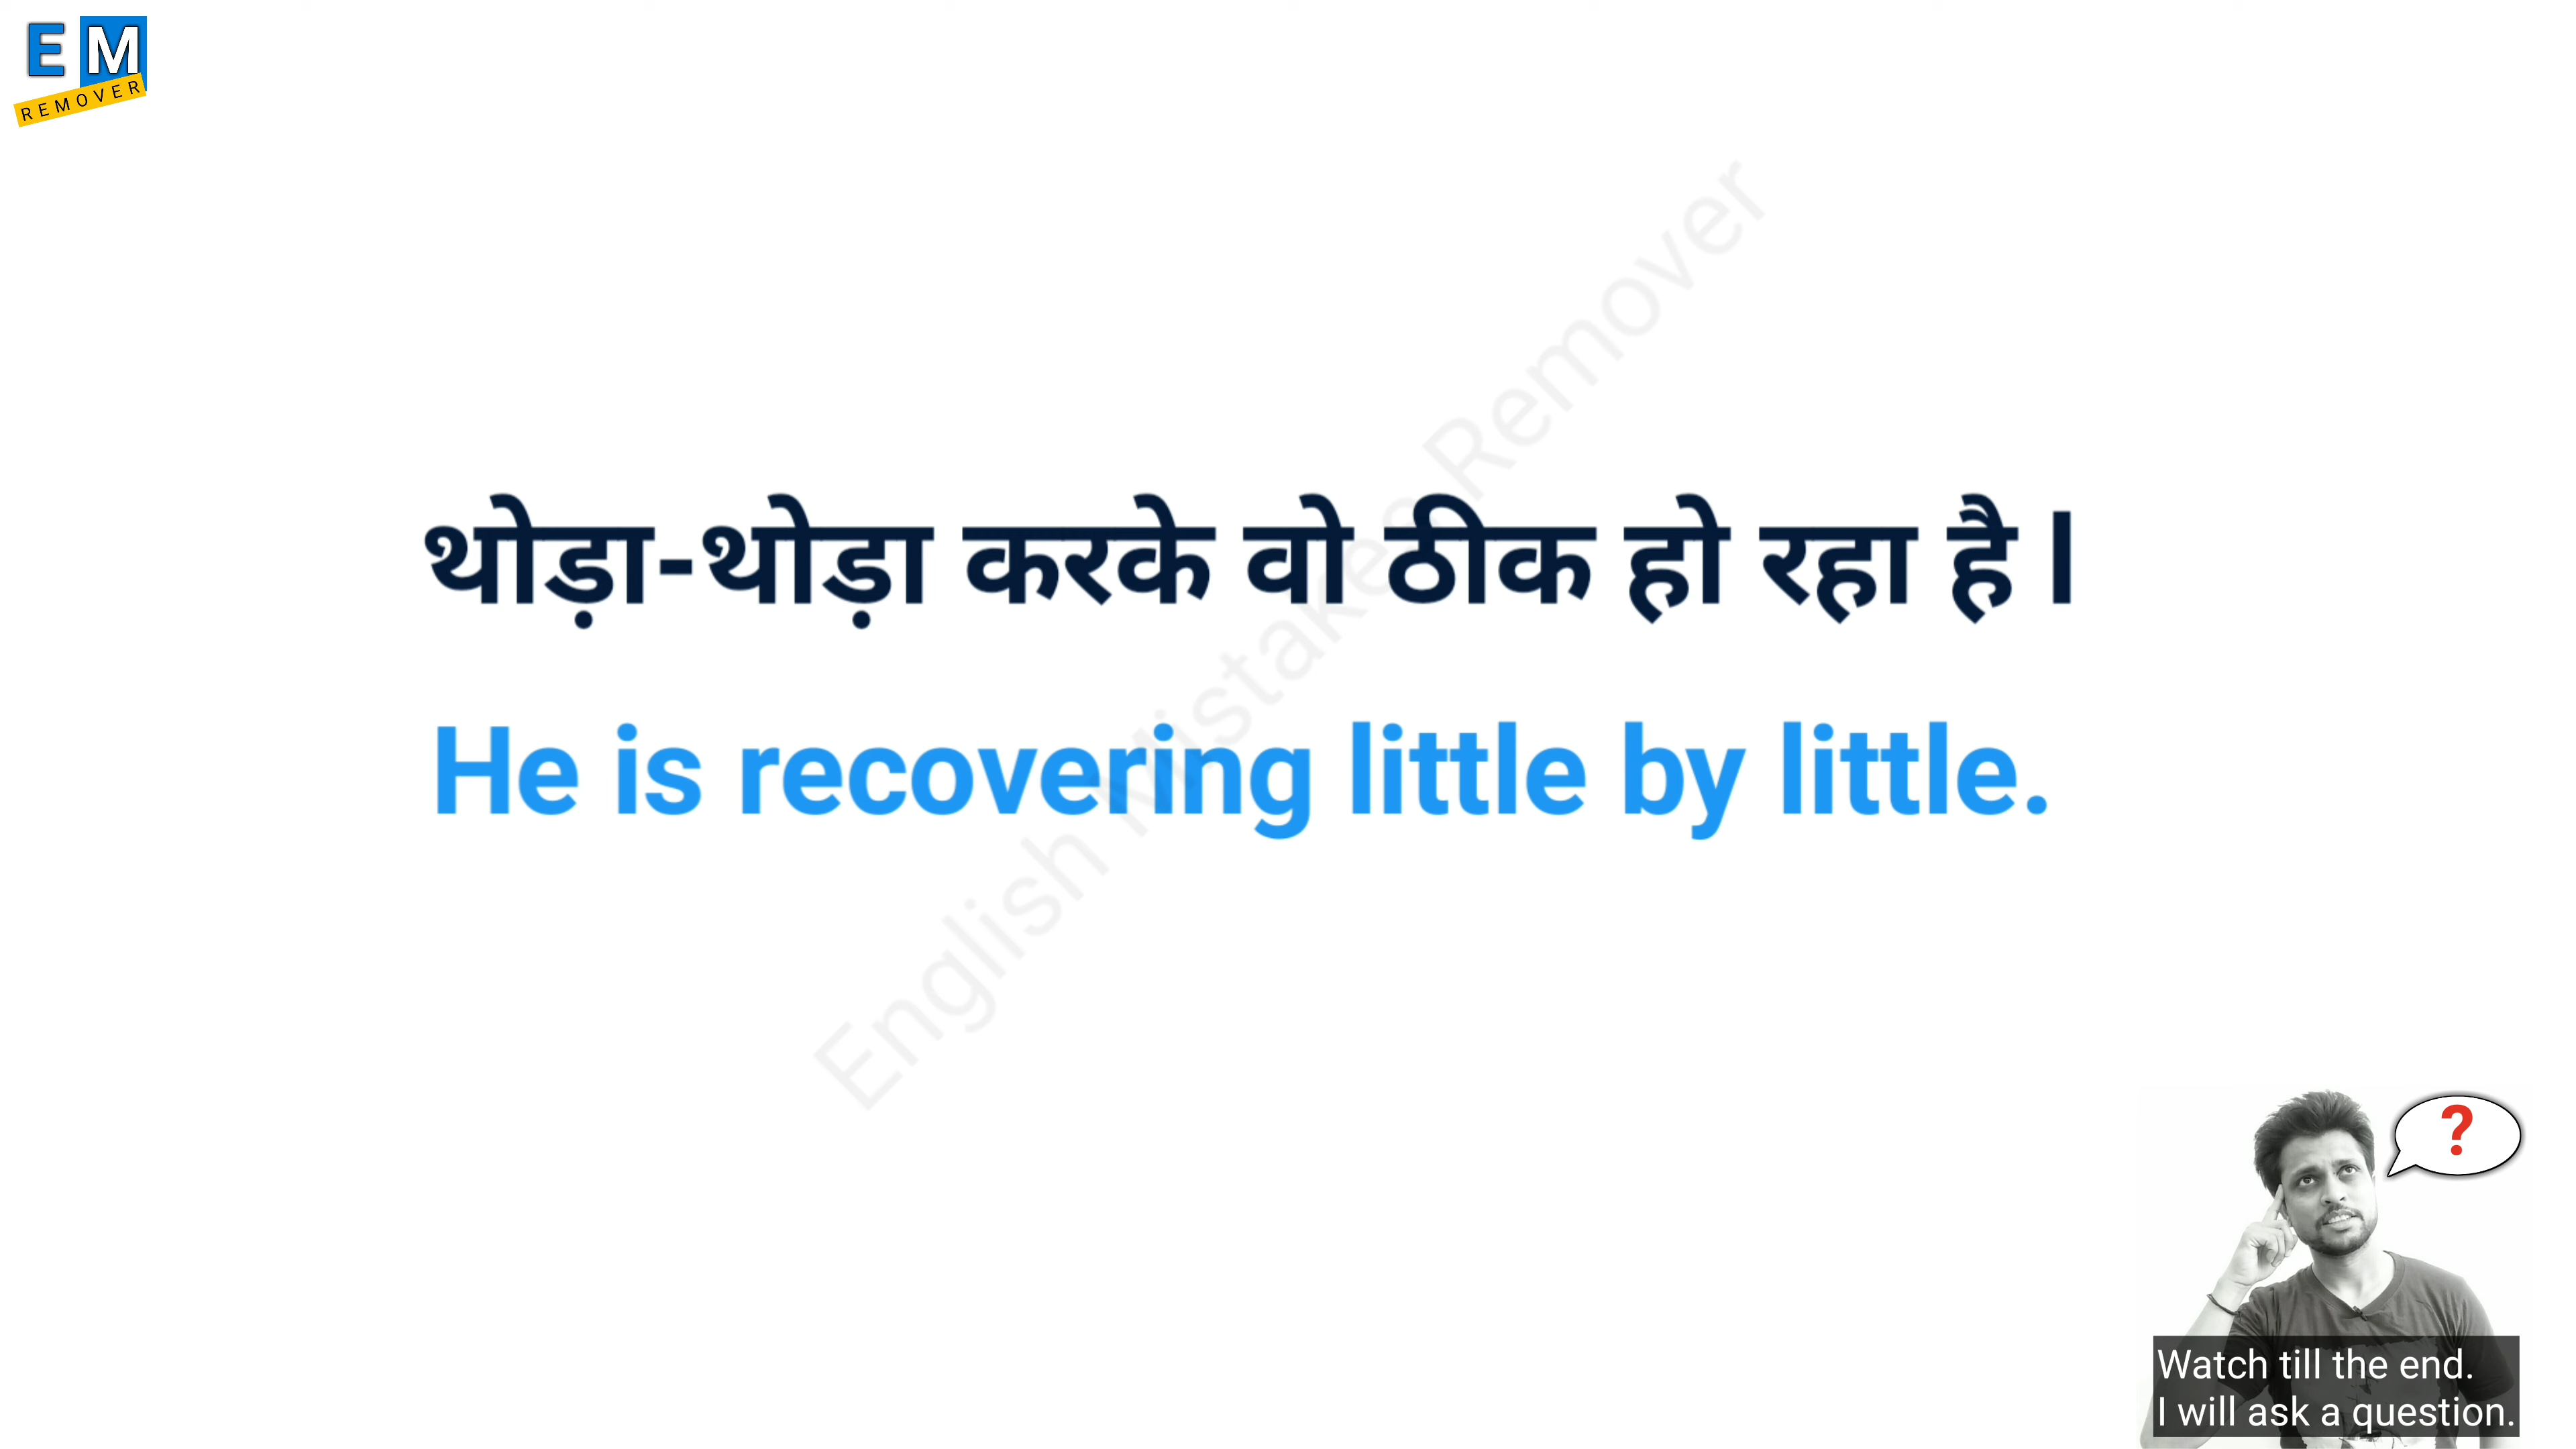 E M
REMOVER
थोड़ा-थोड़ा करके वो ठीक हो रहा है।
He is recovering little by little.
English Mistakes Remover
?
Watch till the end.
I will ask a question.